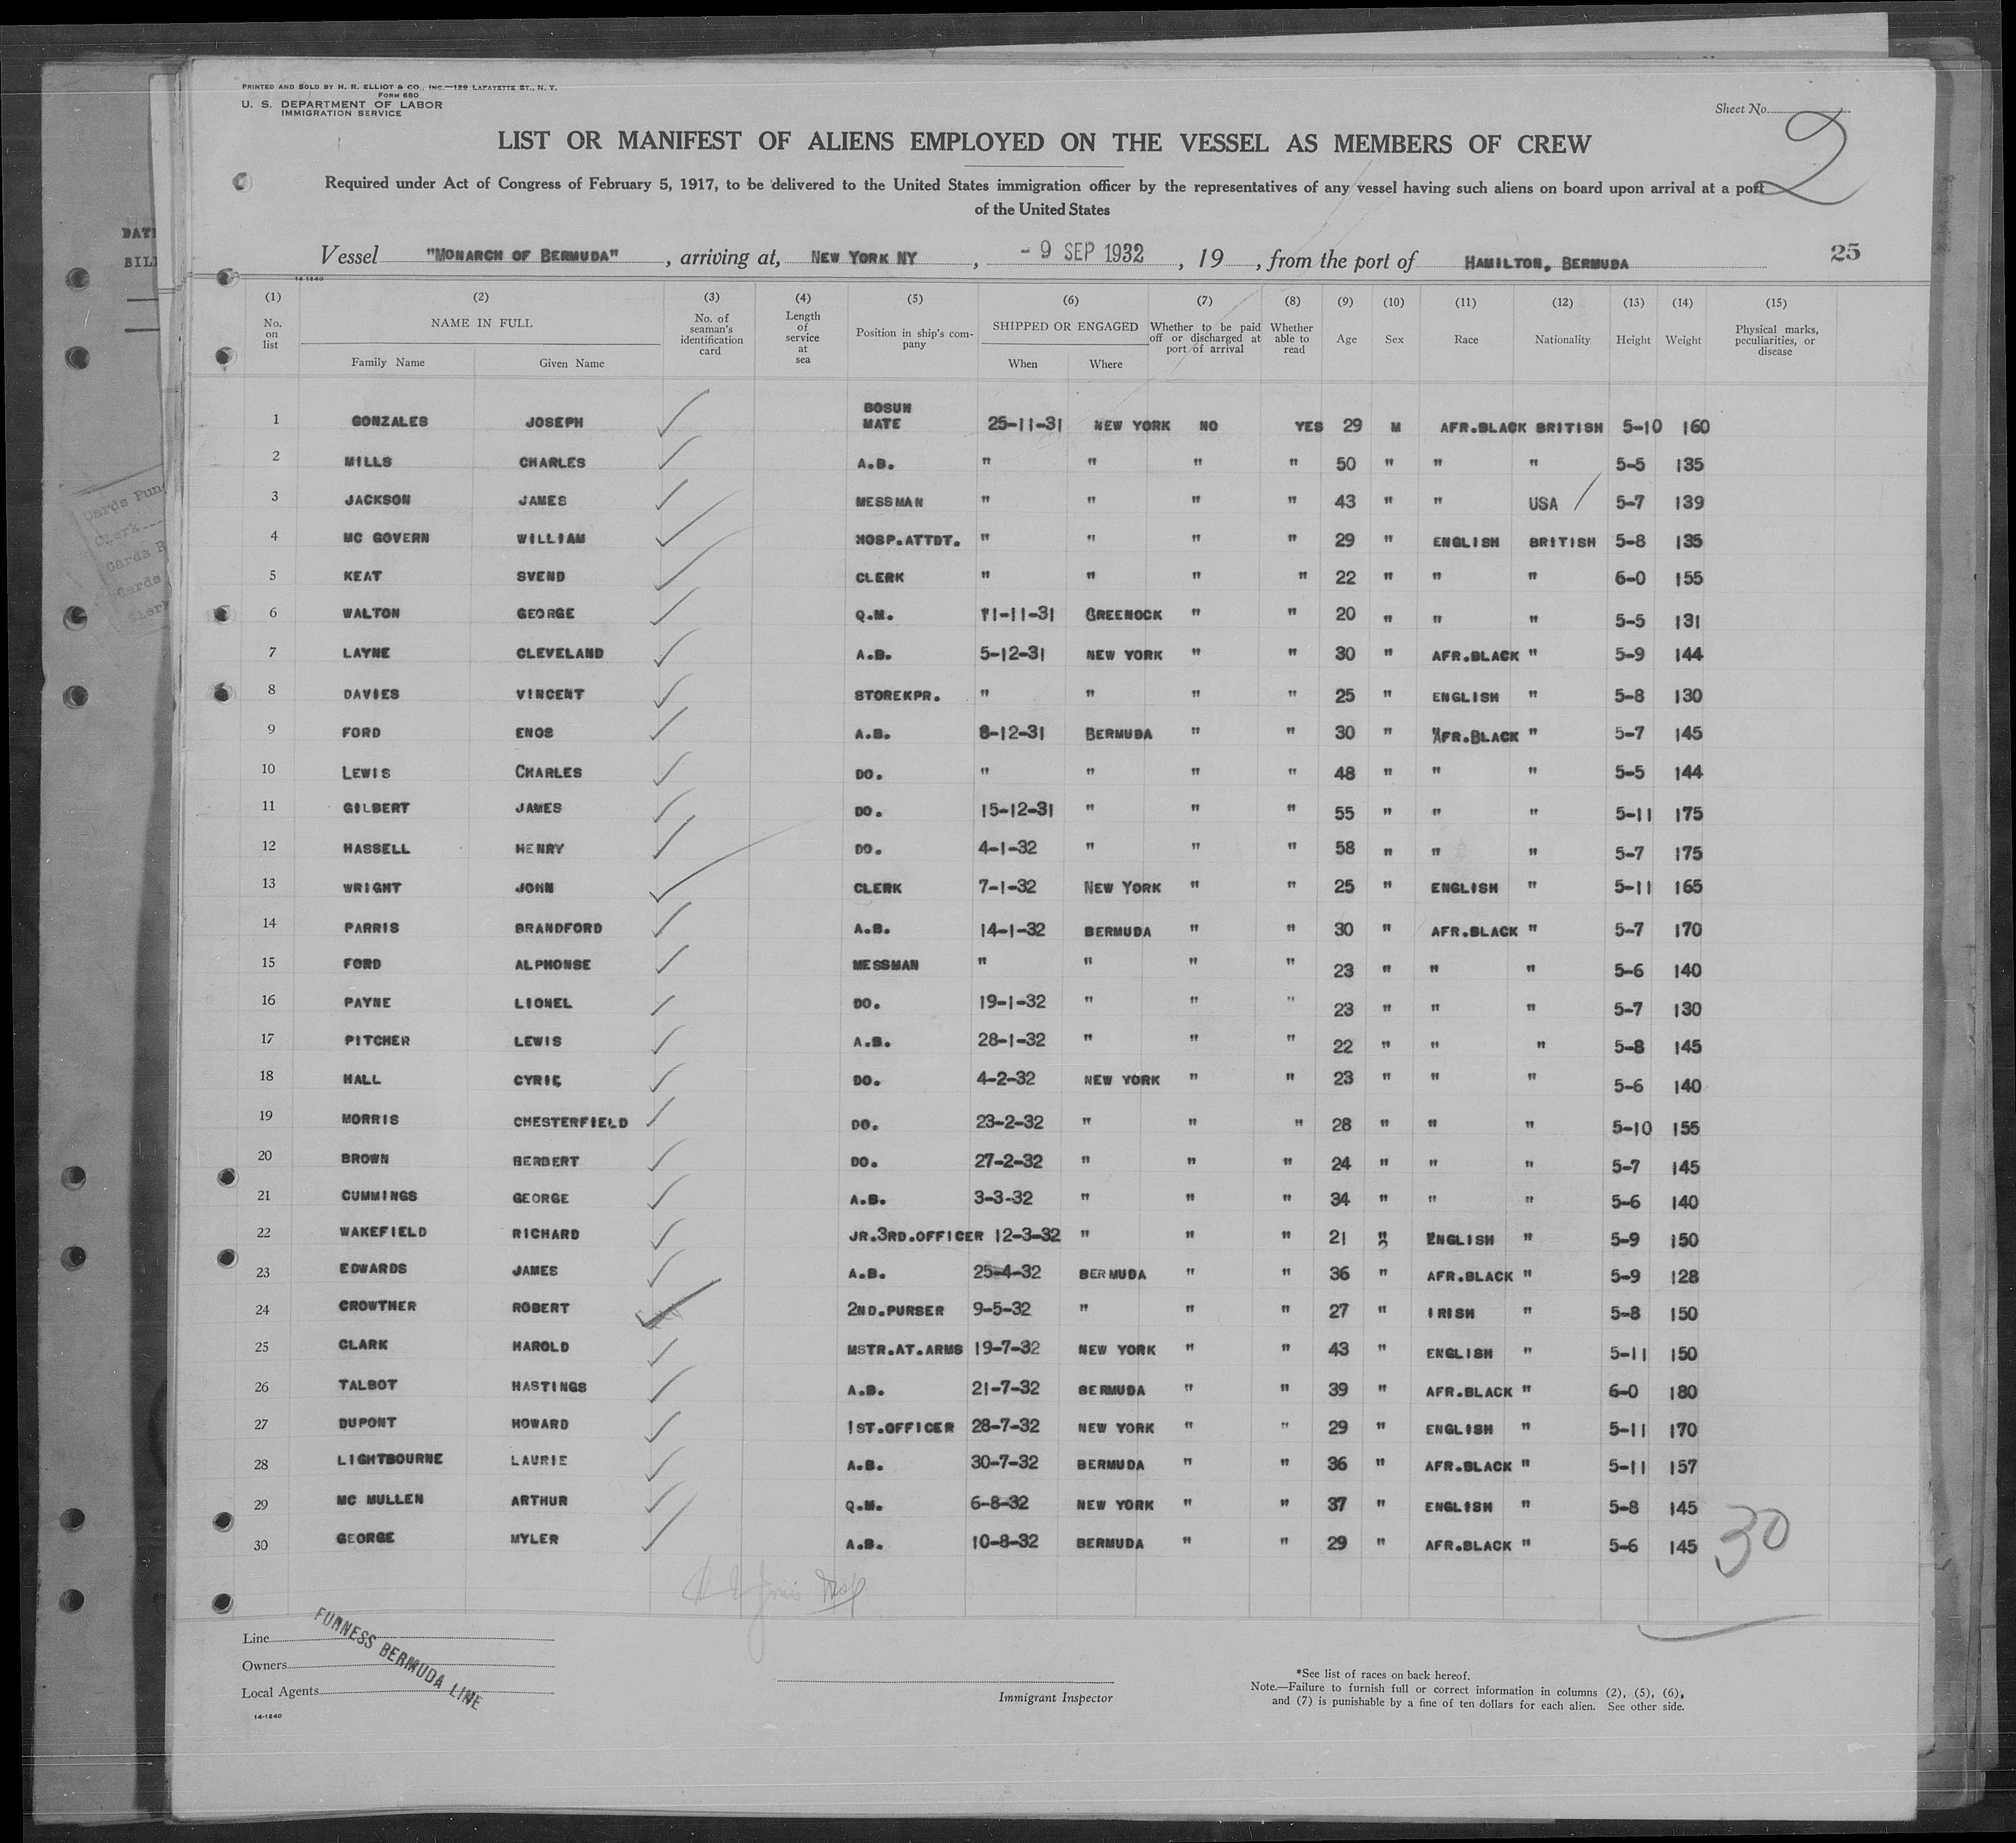 PRINTED AND SOLD BY H. R. ELLIOT & CO., INC.—129 LAFAYETTE ST., N. Y.
FORM 680
U. S. DEPARTMENT OF LABOR
IMMIGRATION SERVICE
Sheet No.
2
LIST OR MANIFEST OF ALIENS EMPLOYED ON THE VESSEL AS MEMBERS OF CREW
Required under Act of Congress of February 5, 1917, to be delivered to the United States immigration officer by the representatives of any vessel having such aliens on board upon arrival at a port
of the United States
Vessel "MONARCH OF BERMUDA" , arriving at, NEW YORK NY , - 9 SEP 1932 , 19 , from the port of HAMILTON, BERMUDA 25
14-1240
(1) (2) (3) (4) (5) (6) (7) (8) (9) (10) (11) (12) (13) (14) (15)
No. on list NAME IN FULL No. of seaman's identification card Length of service at sea Position in ship's company SHIPPED OR ENGAGED Whether to be paid off or discharged at port of arrival Whether able to read Age Sex Race Nationality Height Weight Physical marks, peculiarities, or disease
Family Name Given Name When Where
1 GONZALES JOSEPH BOSUN MATE 25-11-31 NEW YORK NO YES 29 M AFR.BLACK BRITISH 5-10 160
2 MILLS CHARLES A.B. " " " " 50 " " " 5-5 135
3 JACKSON JAMES MESSMAN " " " " 43 " " USA 5-7 139
4 MC GOVERN WILLIAM HOSP.ATTDT. " " " " 29 " ENGLISH BRITISH 5-8 135
5 KEAT SVEND CLERK " " " " 22 " " " 6-0 155
6 WALTON GEORGE Q.M. 11-11-31 GREENOCK " " 20 " " " 5-5 131
7 LAYNE CLEVELAND A.B. 5-12-31 NEW YORK " " 30 " AFR.BLACK " 5-9 144
8 DAVIES VINCENT STOREKPR. " " " " 25 " ENGLISH " 5-8 130
9 FORD ENOS A.B. 8-12-31 BERMUDA " " 30 " AFR.BLACK " 5-7 145
10 LEWIS CHARLES DO. " " " " 48 " " " 5-5 144
11 GILBERT JAMES DO. 15-12-31 " " " 55 " " " 5-11 175
12 HASSELL HENRY DO. 4-1-32 " " " 58 " " " 5-7 175
13 WRIGHT JOHN CLERK 7-1-32 NEW YORK " " 25 " ENGLISH " 5-11 165
14 PARRIS BRANDFORD A.B. 14-1-32 BERMUDA " " 30 " AFR.BLACK " 5-7 170
15 FORD ALPHONSE MESSMAN " " " " 23 " " " 5-6 140
16 PAYNE LIONEL DO. 19-1-32 " " " 23 " " " 5-7 130
17 PITCHER LEWIS A.B. 28-1-32 " " " 22 " " " 5-8 145
18 HALL CYRIL DO. 4-2-32 NEW YORK " " 23 " " " 5-6 140
19 MORRIS CHESTERFIELD DO. 23-2-32 " " " 28 " " " 5-10 155
20 BROWN HERBERT DO. 27-2-32 " " " 24 " " " 5-7 145
21 CUMMINGS GEORGE A.B. 3-3-32 " " " 34 " " " 5-6 140
22 WAKEFIELD RICHARD JR.3RD.OFFICER 12-3-32 " " " 21 " ENGLISH " 5-9 150
23 EDWARDS JAMES A.B. 25-4-32 BERMUDA " " 36 " AFR.BLACK " 5-9 128
24 CROWTHER ROBERT 2ND.PURSER 9-5-32 " " " 27 " IRISH " 5-8 150
25 CLARK HAROLD MSTR.AT.ARMS 19-7-32 NEW YORK " " 43 " ENGLISH " 5-11 150
26 TALBOT HASTINGS A.B. 21-7-32 BERMUDA " " 39 " AFR.BLACK " 6-0 180
27 DUPONT HOWARD 1ST.OFFICER 28-7-32 NEW YORK " " 29 " ENGLISH " 5-11 170
28 LIGHTBOURNE LAURIE A.B. 30-7-32 BERMUDA " " 36 " AFR.BLACK " 5-11 157
29 MC MULLEN ARTHUR Q.M. 6-8-32 NEW YORK " " 37 " ENGLISH " 5-8 145
30 GEORGE MYLER A.B. 10-8-32 BERMUDA " " 29 " AFR.BLACK " 5-6 145
30
Line
Owners
Local Agents
FURNESS BERMUDA LINE
14-1240
Immigrant Inspector
*See list of races on back hereof.
Note.—Failure to furnish full or correct information in columns (2), (5), (6),
and (7) is punishable by a fine of ten dollars for each alien. See other side.